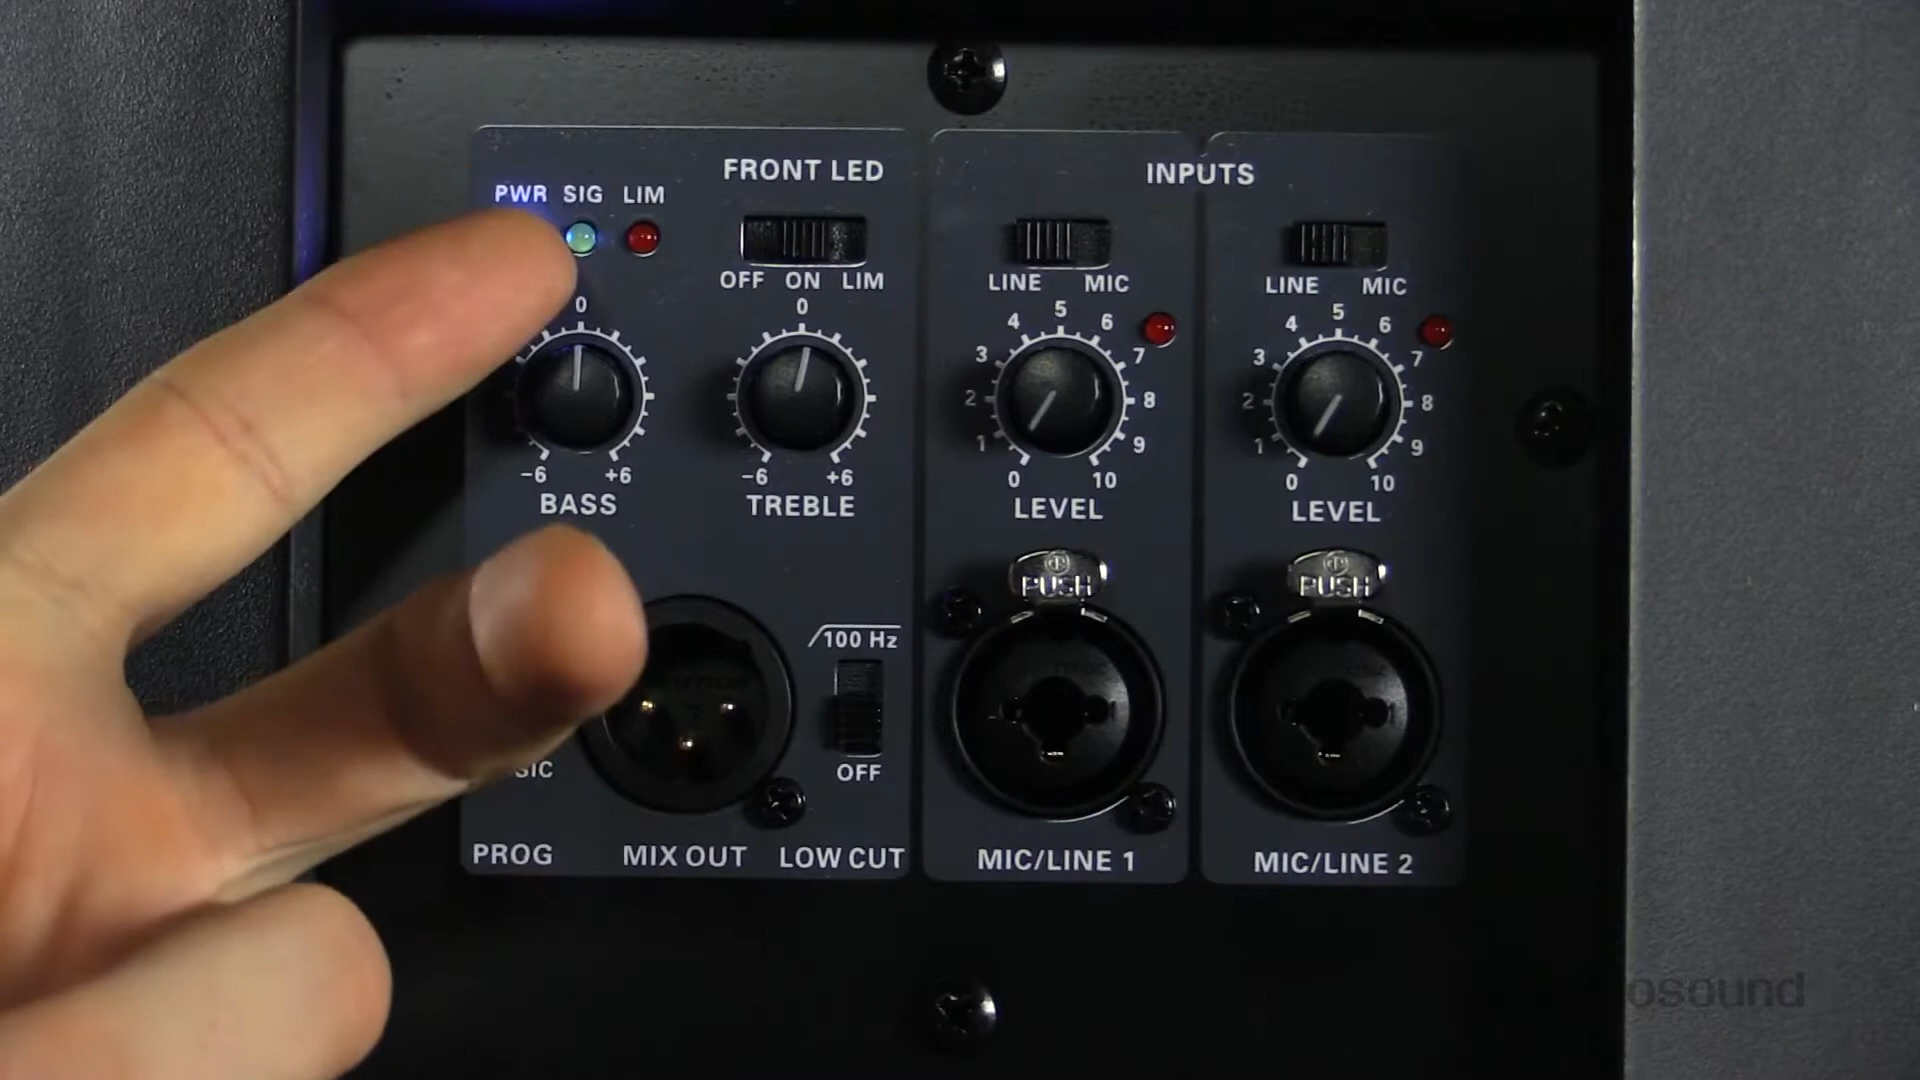 FRONT LED
INPUTS
PWR SIG LIM
OFF ON LIM
LINE MIC
LINE MIC
0
0
4 5 6
3 7
2 8
1 9
0 10
4 5 6
3 7
2 8
1 9
0 10
-6 +6
-6 +6
BASS
TREBLE
LEVEL
LEVEL
PUSH
PUSH
100 Hz
OFF
PROG
MIX OUT
LOW CUT
MIC/LINE 1
MIC/LINE 2